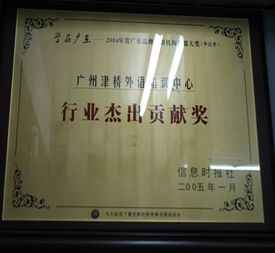 学在广东——2004年度广东品牌
广州津桥外语培训中心
行业杰出贡献奖
信息时报社
二00五年一月